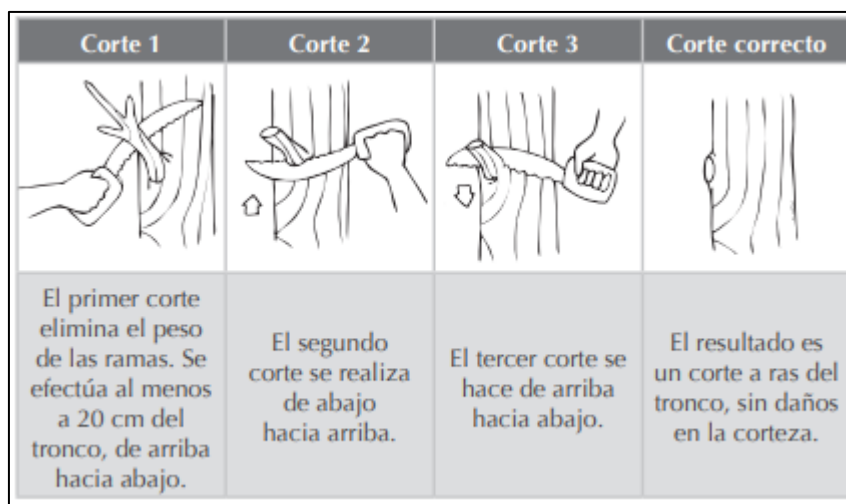 Corte 1
Corte 2
Corte 3
Corte correcto
El primer corte
elimina el peso
de las ramas. Se
efectúa al menos
a 20 cm del
tronco, de arriba
hacia abajo.
El segundo
corte se realiza
de abajo
hacia arriba.
El tercer corte se
hace de arriba
hacia abajo.
El resultado es
un corte a ras del
tronco, sin daños
en la corteza.